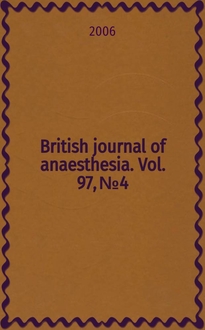 2006
British journal of
anaesthesia. Vol.
97, №4